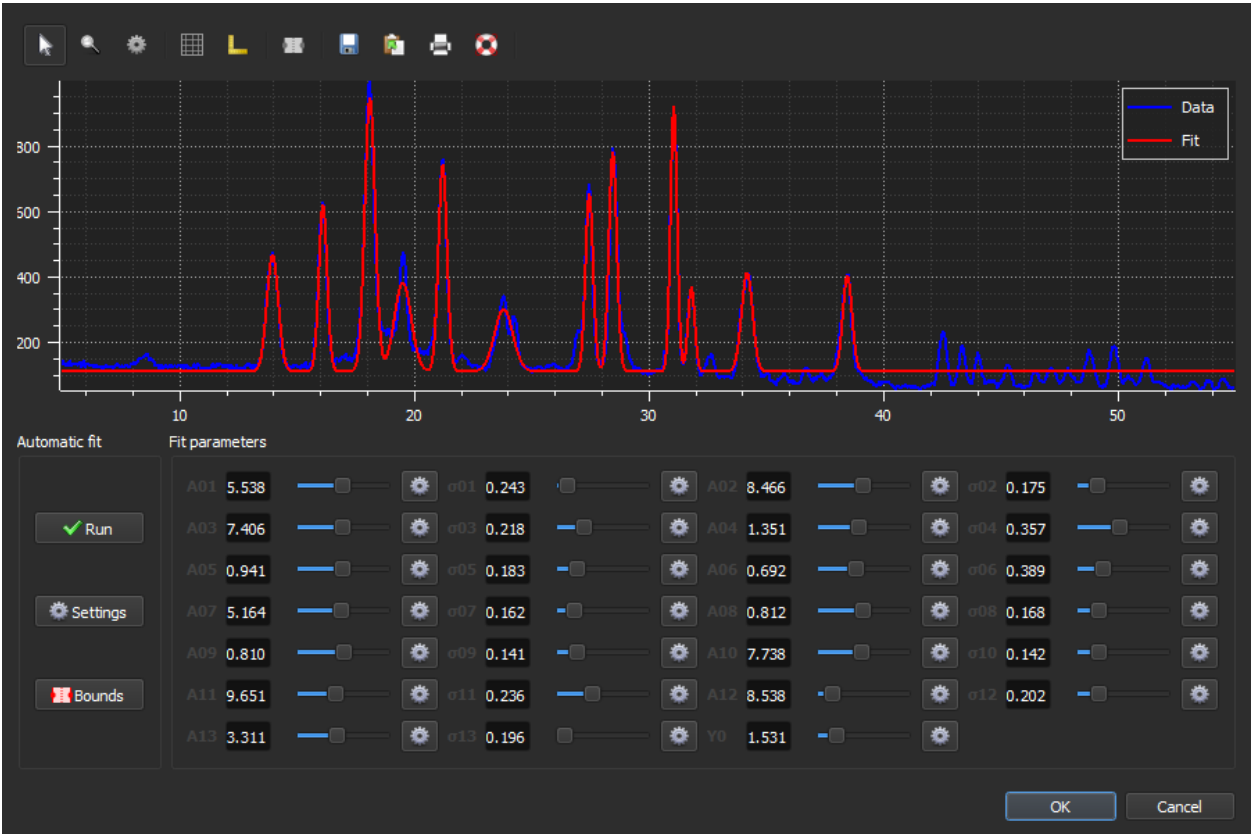 Data
Fit
800
600
400
200
10 20 30 40 50
Automatic fit Fit parameters
A01 5.538 σ01 0.243 A02 8.466 σ02 0.175
Run A03 7.406 σ03 0.218 A04 1.351 σ04 0.357
A05 0.941 σ05 0.183 A06 0.692 σ06 0.389
Settings A07 5.164 σ07 0.162 A08 0.812 σ08 0.168
A09 0.810 σ09 0.141 A10 7.738 σ10 0.142
Bounds A11 9.651 σ11 0.236 A12 8.538 σ12 0.202
A13 3.311 σ13 0.196 Y0 1.531
OK Cancel